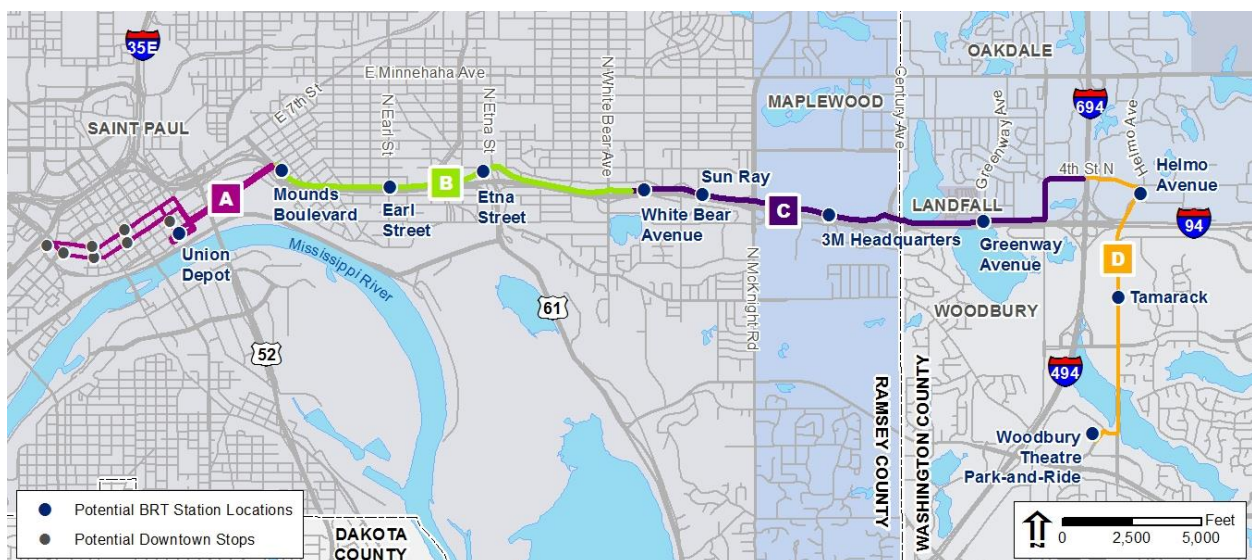 35E
E Minnehaha Ave
E 7th St
N Earl St
N Etna St
N White Bear Ave
SAINT PAUL
A
B
Mounds
Boulevard
Earl
Street
Etna
Street
Union
Depot
Mississippi River
52
61
White Bear
Avenue
Sun Ray
C
3M Headquarters
N McKnight Rd
MAPLEWOOD
Century Ave
OAKDALE
Greenway Ave
694
Helmo Ave
4th St N
Helmo
Avenue
LANDFALL
94
Greenway
Avenue
D
Tamarack
WOODBURY
494
Woodbury
Theatre
Park-and-Ride
RAMSEY COUNTY
WASHINGTON COUNTY
DAKOTA
COUNTY
Potential BRT Station Locations
Potential Downtown Stops
N
Feet
0 2,500 5,000